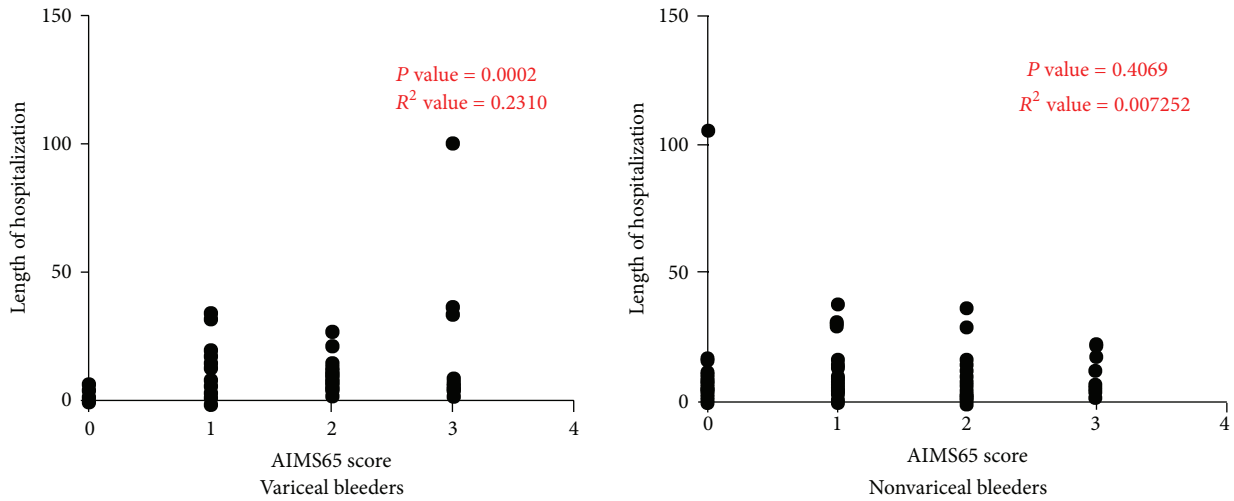 150
100
50
0
Length of hospitalization
P value = 0.0002
R² value = 0.2310
0 1 2 3 4
AIMS65 score
Variceal bleeders
150
100
50
0
Length of hospitalization
P value = 0.4069
R² value = 0.007252
0 1 2 3 4
AIMS65 score
Nonvariceal bleeders